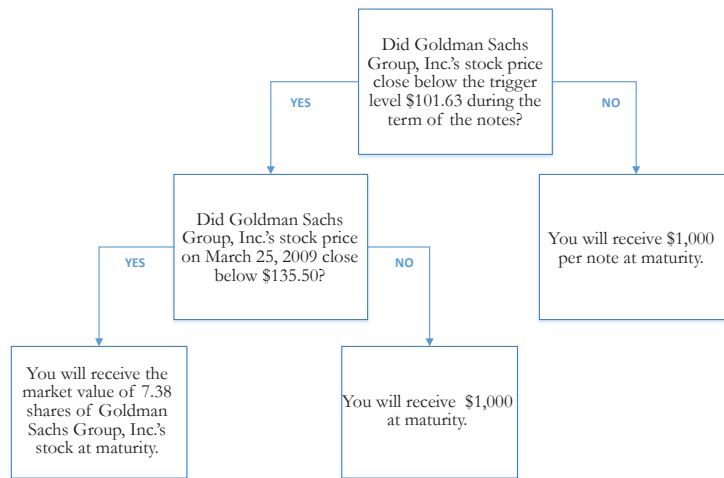 Did Goldman Sachs
Group, Inc.'s stock price
close below the trigger
level $101.63 during the
term of the notes?
YES
NO
Did Goldman Sachs
Group, Inc.'s stock price
on March 25, 2009 close
below $135.50?
You will receive $1,000
per note at maturity.
YES
NO
You will receive the
market value of 7.38
shares of Goldman
Sachs Group, Inc.'s
stock at maturity.
You will receive $1,000
at maturity.